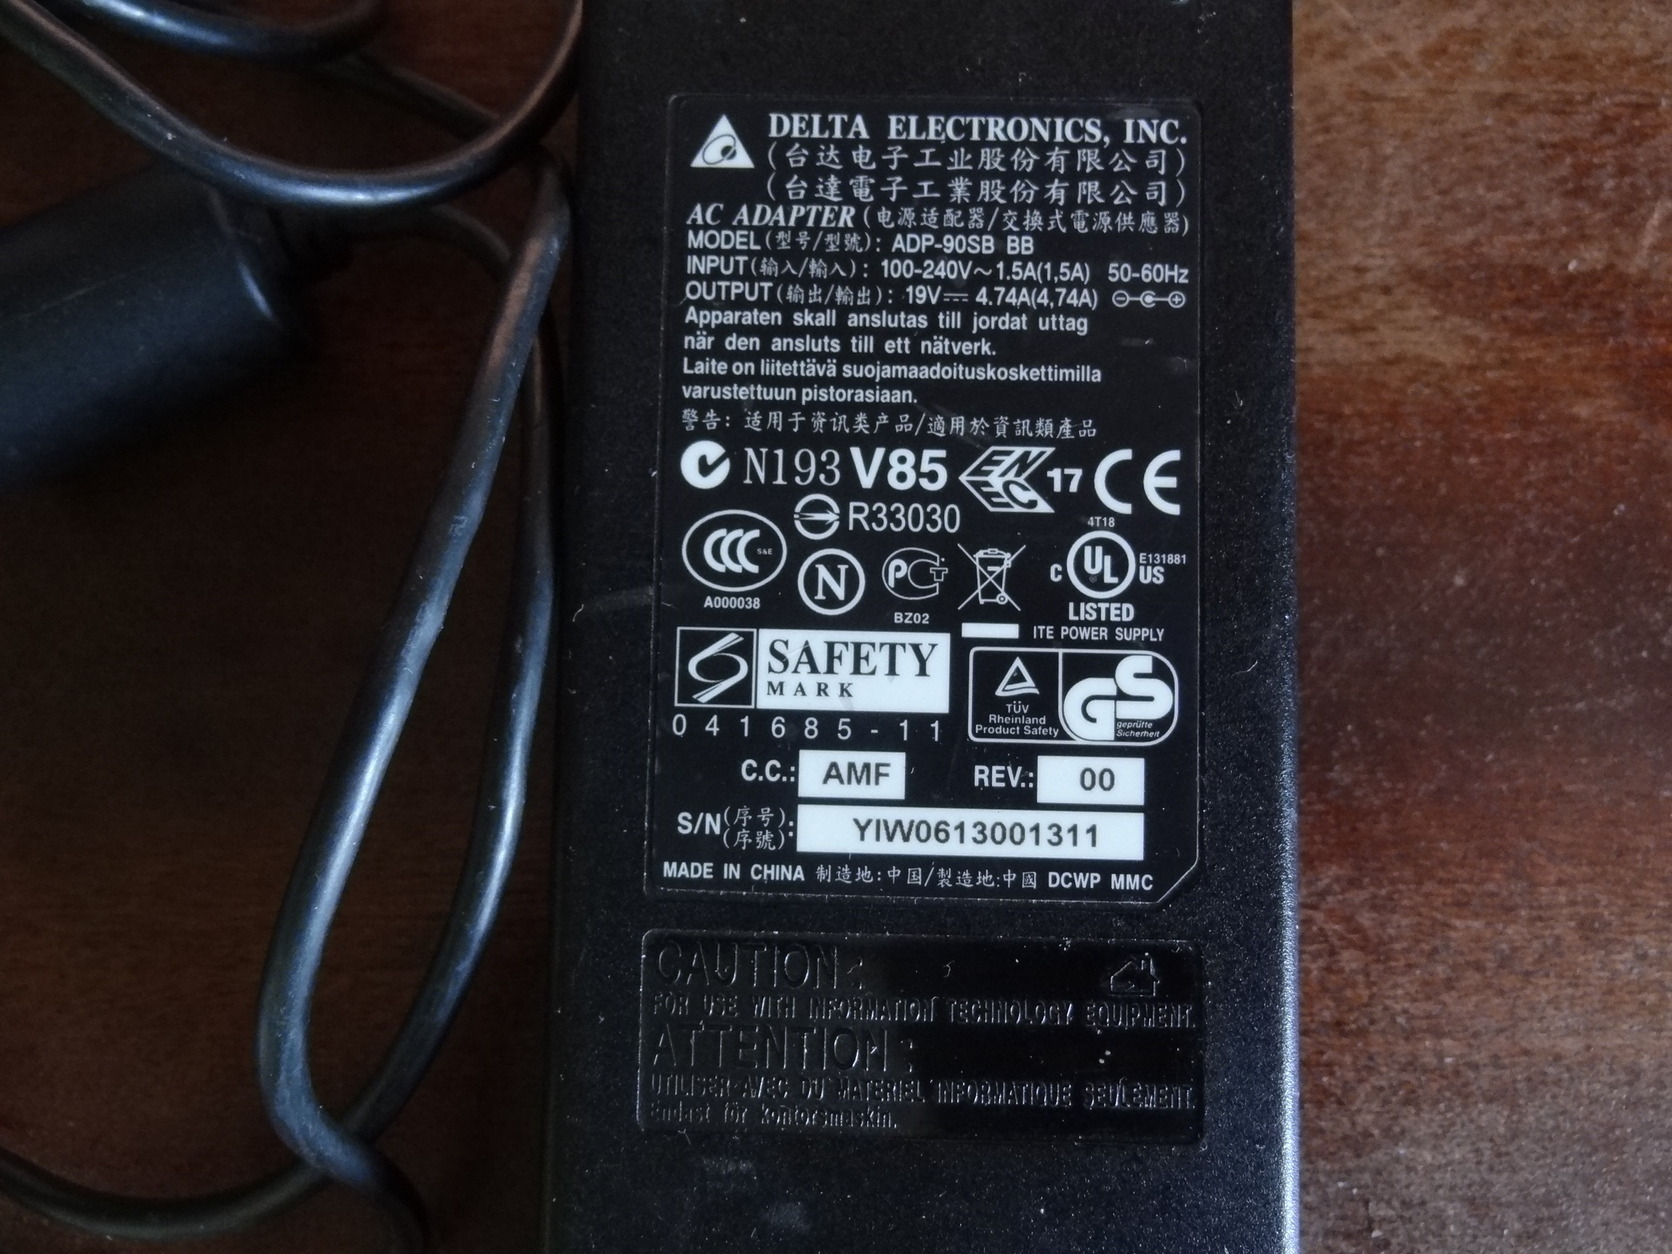 DELTA ELECTRONICS, INC.
(台达电子工业股份有限公司)
(台達電子工業股份有限公司)
AC ADAPTER (电源适配器/交換式電源供應器)
MODEL(型号/型號): ADP-90SB BB
INPUT(输入/輸入): 100-240V~1.5A(1,5A) 50-60Hz
OUTPUT(输出/輸出): 19V⎓ 4.74A(4,74A)
Apparaten skall anslutas till jordat uttag
när den ansluts till ett nätverk.
Laite on liitettävä suojamaadoituskoskettimilla
varustettuun pistorasiaan.
警告: 适用于资讯类产品/適用於資訊類產品
N193 V85 17 CE
R33030
4T18
CCC S&E
A000038
N
PCT
BZ02
C UL US E131881
LISTED
ITE POWER SUPPLY
SAFETY
MARK
041685-11
TÜV
Rheinland
Product Safety
GS
geprüfte
Sicherheit
C.C.: AMF REV.: 00
S/N(序号)(序號): YIW0613001311
MADE IN CHINA 制造地:中国/製造地:中國 DCWP MMC
CAUTION:
FOR USE WITH INFORMATION TECHNOLOGY EQUIPMENT.
ATTENTION:
UTILISER AVEC DU MATERIEL INFORMATIQUE SEULEMENT.
Endast för kontorsmaskin.